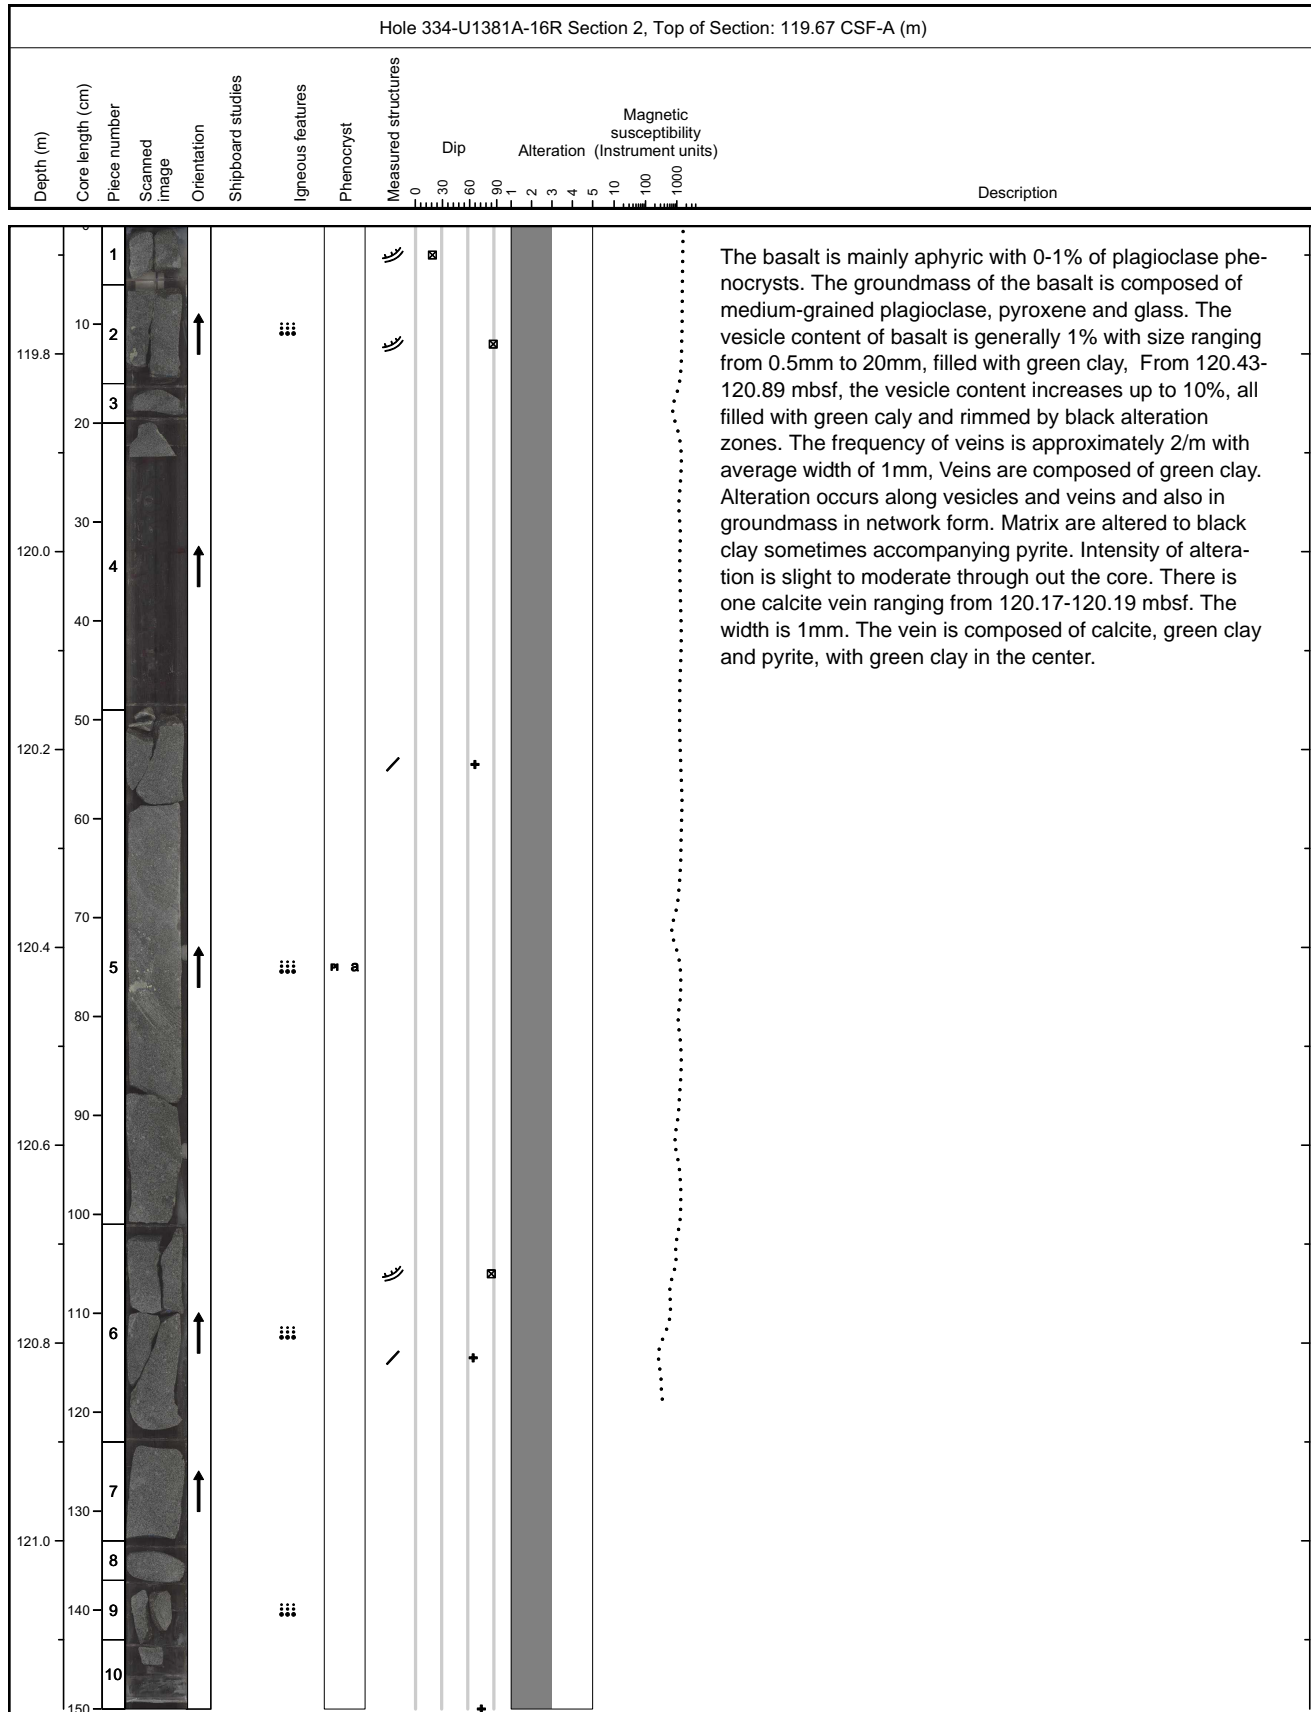 Hole 334-U1381A-16R Section 2, Top of Section: 119.67 CSF-A (m)
Depth (m)
Core length (cm)
Piece number
Scanned
image
Orientation
Shipboard studies
Igneous features
Phenocryst
Measured structures
Dip
0 30 60 90
Alteration
1 2 3 4 5
Magnetic
susceptibility
(Instrument units)
10 100 1000
Description
The basalt is mainly aphyric with 0-1% of plagioclase phe-
nocrysts. The groundmass of the basalt is composed of
medium-grained plagioclase, pyroxene and glass. The
vesicle content of basalt is generally 1% with size ranging
from 0.5mm to 20mm, filled with green clay, From 120.43-
120.89 mbsf, the vesicle content increases up to 10%, all
filled with green caly and rimmed by black alteration
zones. The frequency of veins is approximately 2/m with
average width of 1mm, Veins are composed of green clay.
Alteration occurs along vesicles and veins and also in
groundmass in network form. Matrix are altered to black
clay sometimes accompanying pyrite. Intensity of altera-
tion is slight to moderate through out the core. There is
one calcite vein ranging from 120.17-120.19 mbsf. The
width is 1mm. The vein is composed of calcite, green clay
and pyrite, with green clay in the center.
119.8
120.0
120.2
120.4
120.6
120.8
121.0
0
10
20
30
40
50
60
70
80
90
100
110
120
130
140
150
1
2
3
4
5
6
7
8
9
10
Pl a